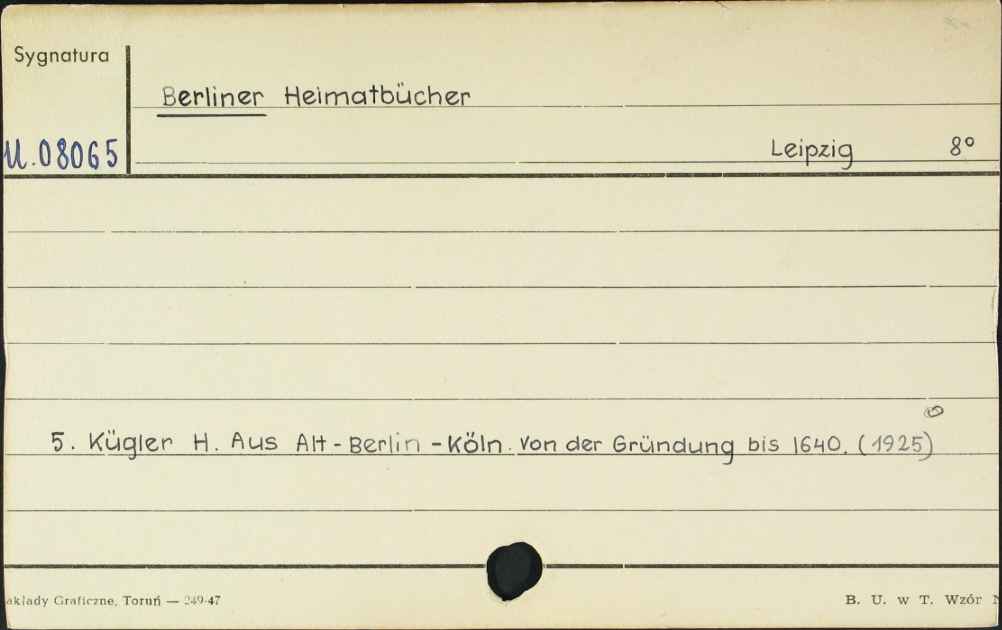 Sygnatura
Berliner Heimatbücher
U.08065
Leipzig 8°
5. Kügler H. Aus Alt-Berlin-Köln. Von der Gründung bis 1640. (1925)
akłady Graficzne, Toruń — 249-47
B. U. w T. Wzór